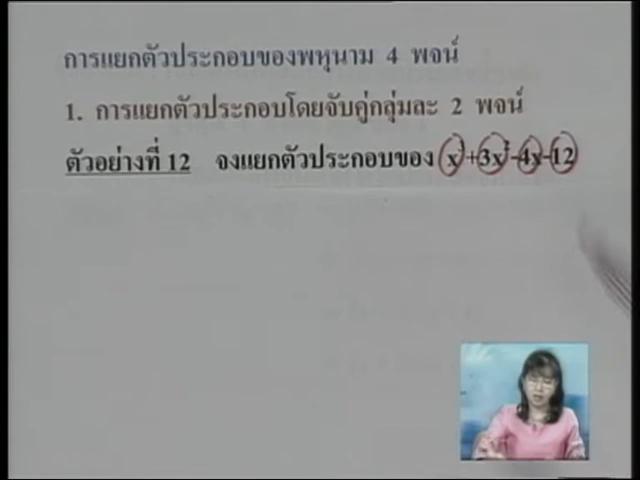 การแยกตัวประกอบของพหุนาม 4 พจน์
1. การแยกตัวประกอบโดยจับคู่กลุ่มละ 2 พจน์
ตัวอย่างที่ 12 จงแยกตัวประกอบของ x³+3x²-4x-12